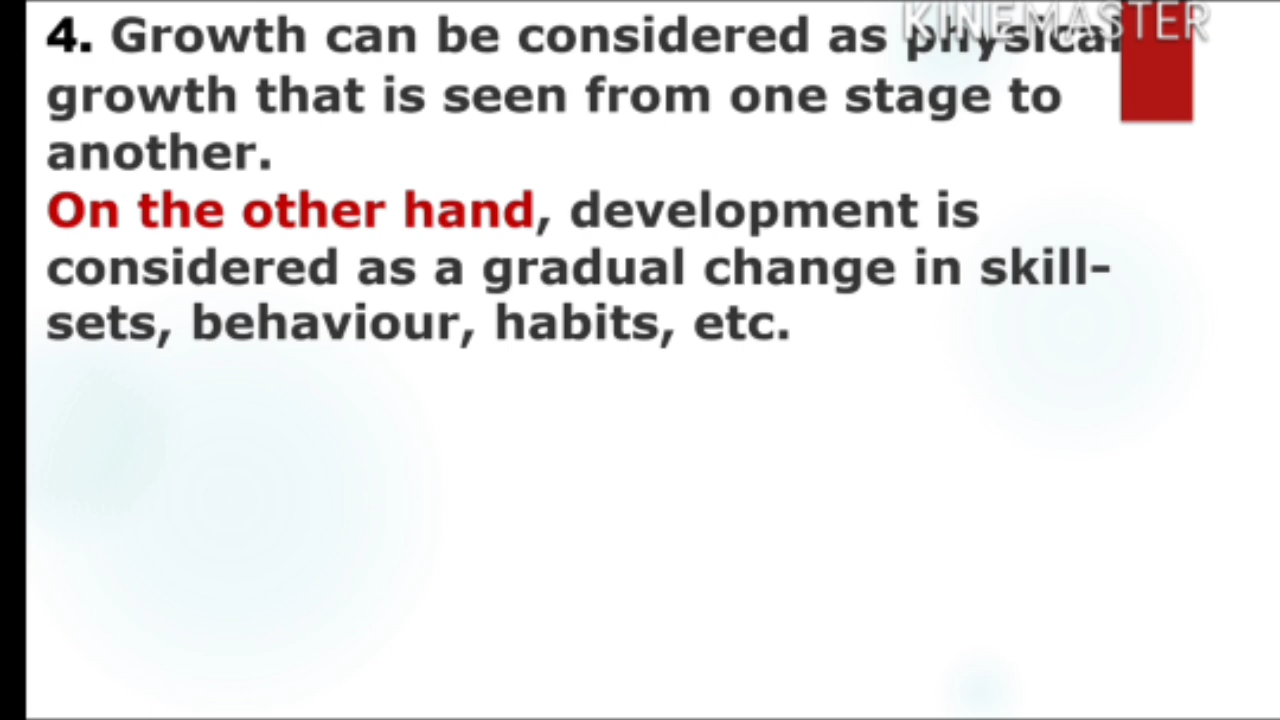 KINEMASTER
4. Growth can be considered as physical
growth that is seen from one stage to
another.
On the other hand, development is
considered as a gradual change in skill-
sets, behaviour, habits, etc.